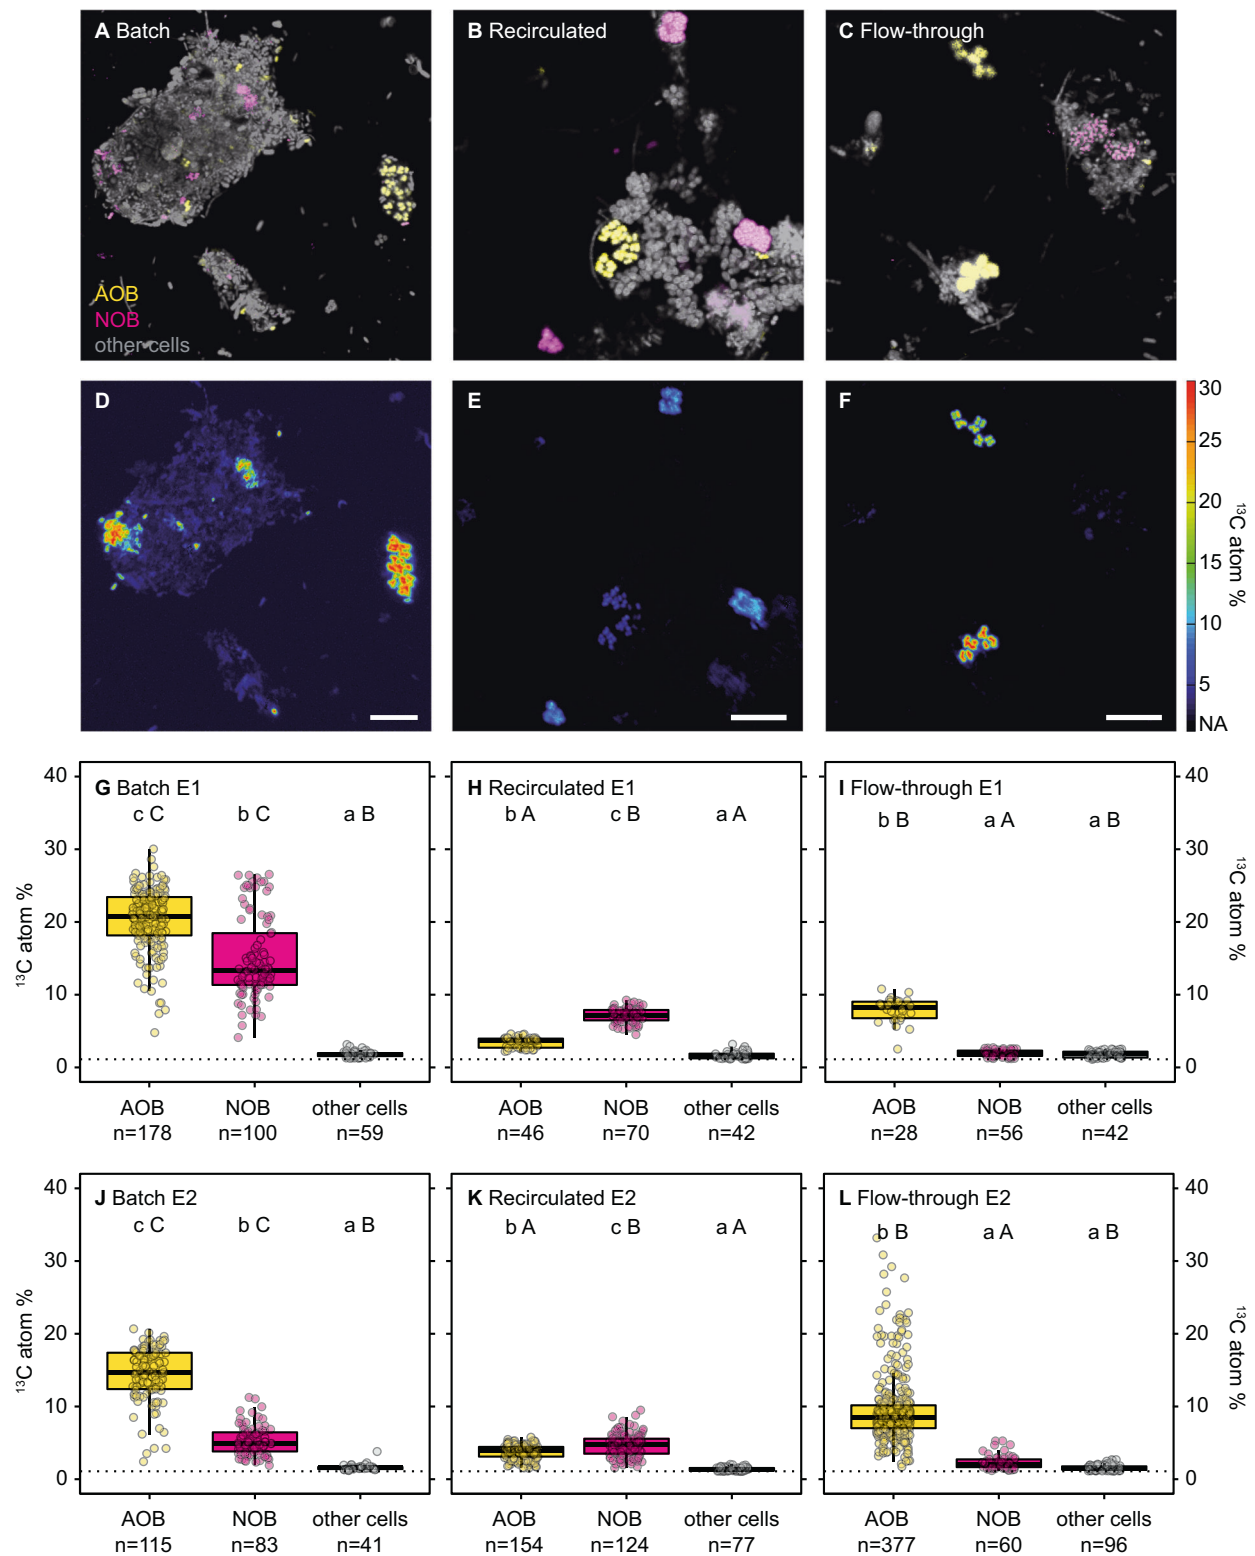 A Batch
B Recirculated
C Flow-through
AOB
NOB
other cells
D
E
F
30
25
20
15
10
5
NA
¹³C atom %
G Batch E1
c C b C a B
H Recirculated E1
b A c B a A
I Flow-through E1
b B a A a B
40
30
20
10
0
¹³C atom %
40
30
20
10
0
¹³C atom %
AOB NOB other cells
n=178 n=100 n=59
AOB NOB other cells
n=46 n=70 n=42
AOB NOB other cells
n=28 n=56 n=42
J Batch E2
c C b C a B
K Recirculated E2
b A c B a A
L Flow-through E2
b B a A a B
40
30
20
10
0
¹³C atom %
40
30
20
10
0
¹³C atom %
AOB NOB other cells
n=115 n=83 n=41
AOB NOB other cells
n=154 n=124 n=77
AOB NOB other cells
n=377 n=60 n=96